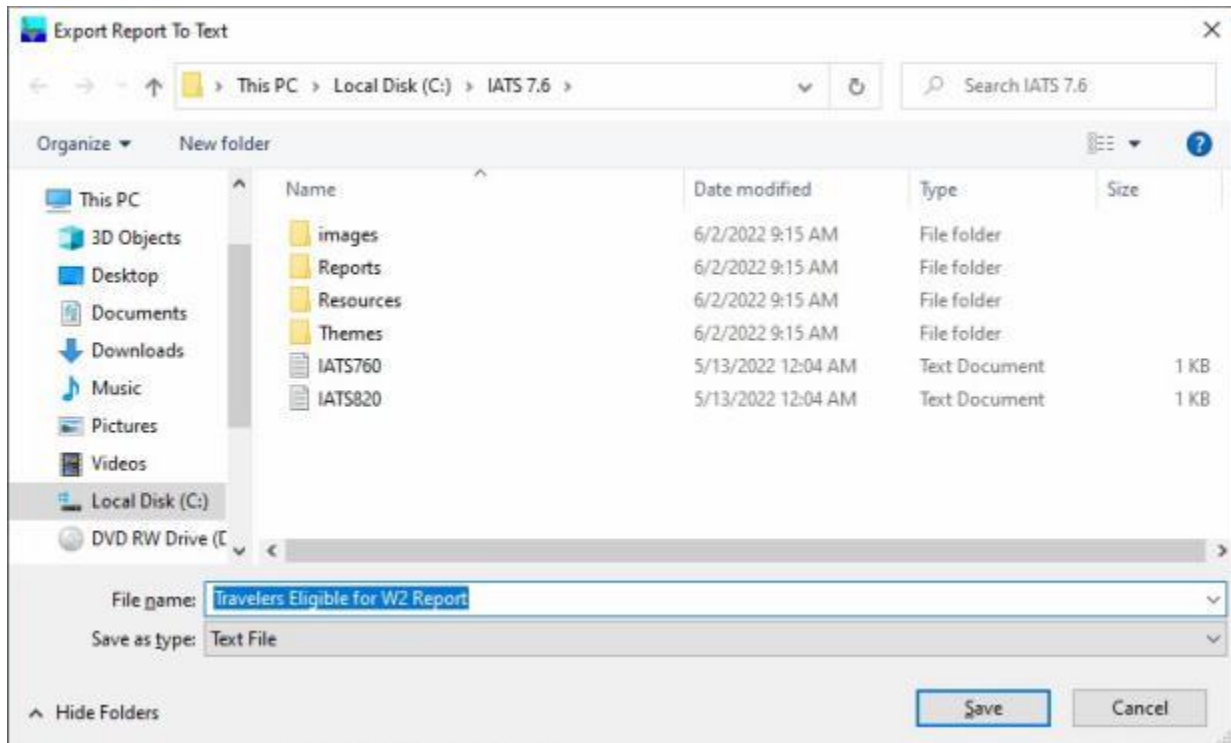 Export Report To Text
This PC > Local Disk (C:) > IATS 7.6 >
Search IATS 7.6
Organize
New folder
Name Date modified Type Size
This PC
3D Objects
Desktop
Documents
Downloads
Music
Pictures
Videos
Local Disk (C:)
DVD RW Drive (D
images 6/2/2022 9:15 AM File folder
Reports 6/2/2022 9:15 AM File folder
Resources 6/2/2022 9:15 AM File folder
Themes 6/2/2022 9:15 AM File folder
IATS760 5/13/2022 12:04 AM Text Document 1 KB
IATS820 5/13/2022 12:04 AM Text Document 1 KB
File name: Travelers Eligible for W2 Report
Save as type: Text File
Hide Folders
Save
Cancel